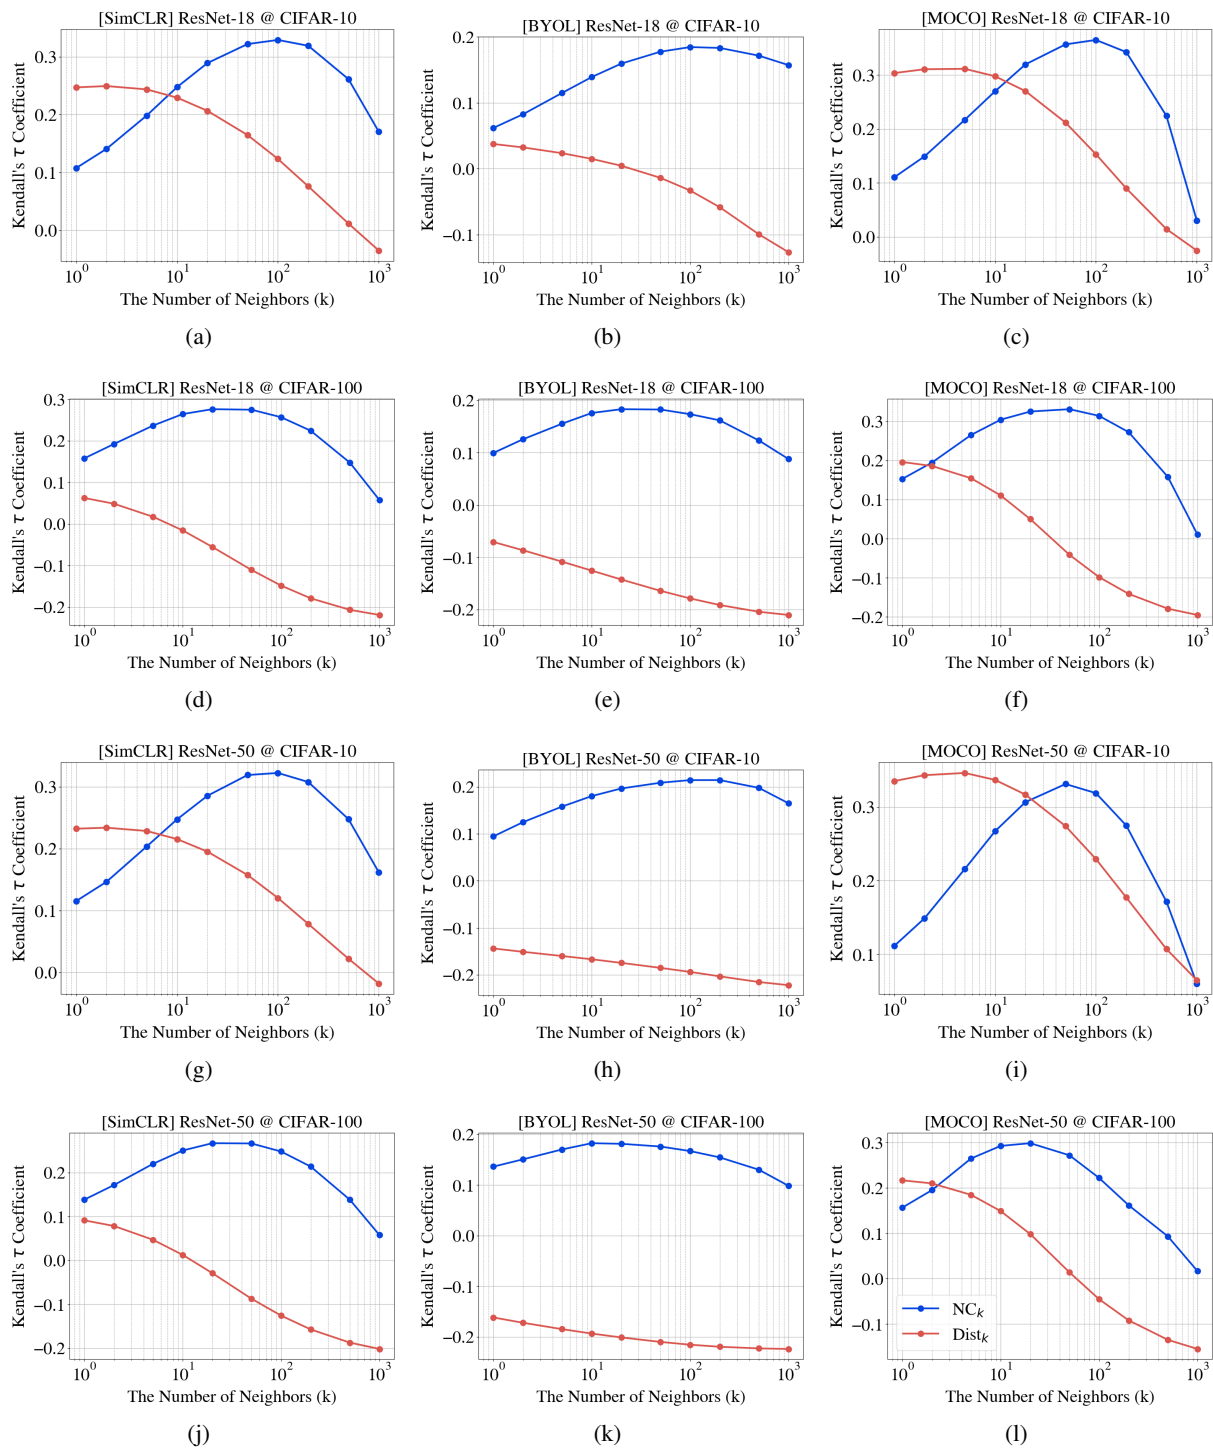 [SimCLR] ResNet-18 @ CIFAR-10
Kendall's τ Coefficient
0.3
0.2
0.1
0.0
10^0 10^1 10^2 10^3
The Number of Neighbors (k)
(a)
[BYOL] ResNet-18 @ CIFAR-10
Kendall's τ Coefficient
0.2
0.1
0.0
−0.1
10^0 10^1 10^2 10^3
The Number of Neighbors (k)
(b)
[MOCO] ResNet-18 @ CIFAR-10
Kendall's τ Coefficient
0.3
0.2
0.1
0.0
10^0 10^1 10^2 10^3
The Number of Neighbors (k)
(c)
[SimCLR] ResNet-18 @ CIFAR-100
Kendall's τ Coefficient
0.3
0.2
0.1
0.0
−0.1
−0.2
10^0 10^1 10^2 10^3
The Number of Neighbors (k)
(d)
[BYOL] ResNet-18 @ CIFAR-100
Kendall's τ Coefficient
0.2
0.1
0.0
−0.1
−0.2
10^0 10^1 10^2 10^3
The Number of Neighbors (k)
(e)
[MOCO] ResNet-18 @ CIFAR-100
Kendall's τ Coefficient
0.3
0.2
0.1
0.0
−0.1
−0.2
10^0 10^1 10^2 10^3
The Number of Neighbors (k)
(f)
[SimCLR] ResNet-50 @ CIFAR-10
Kendall's τ Coefficient
0.3
0.2
0.1
0.0
10^0 10^1 10^2 10^3
The Number of Neighbors (k)
(g)
[BYOL] ResNet-50 @ CIFAR-10
Kendall's τ Coefficient
0.2
0.1
0.0
−0.1
−0.2
10^0 10^1 10^2 10^3
The Number of Neighbors (k)
(h)
[MOCO] ResNet-50 @ CIFAR-10
Kendall's τ Coefficient
0.3
0.2
0.1
10^0 10^1 10^2 10^3
The Number of Neighbors (k)
(i)
[SimCLR] ResNet-50 @ CIFAR-100
Kendall's τ Coefficient
0.2
0.1
0.0
−0.1
−0.2
10^0 10^1 10^2 10^3
The Number of Neighbors (k)
(j)
[BYOL] ResNet-50 @ CIFAR-100
Kendall's τ Coefficient
0.2
0.1
0.0
−0.1
−0.2
10^0 10^1 10^2 10^3
The Number of Neighbors (k)
(k)
[MOCO] ResNet-50 @ CIFAR-100
Kendall's τ Coefficient
0.3
0.2
0.1
0.0
−0.1
NC_k
Dist_k
10^0 10^1 10^2 10^3
The Number of Neighbors (k)
(l)